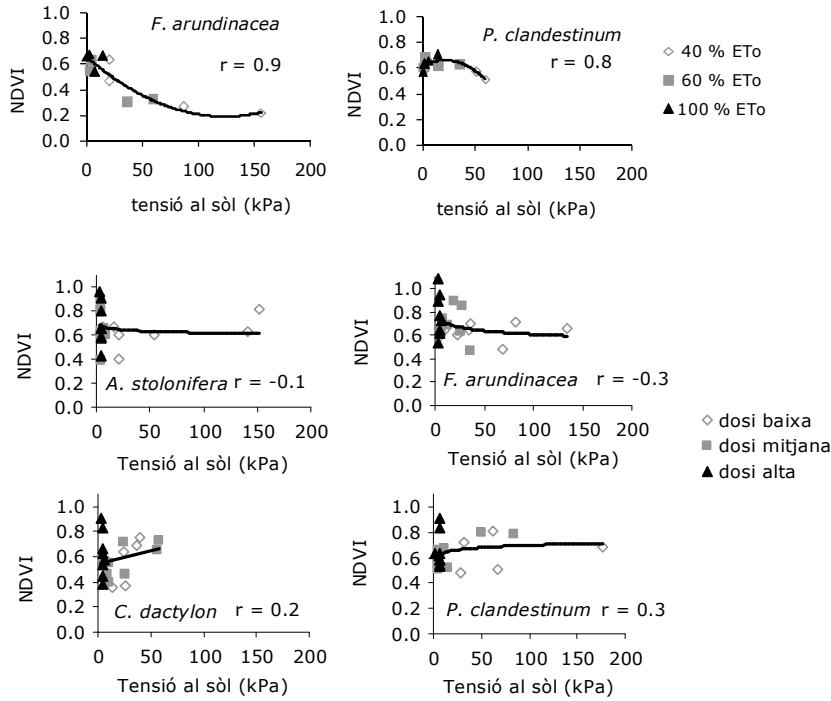 F. arundinacea
r = 0.9
NDVI
1.0
0.8
0.6
0.4
0.2
0.0
0 50 100 150 200
tensió al sòl (kPa)
P. clandestinum
r = 0.8
NDVI
1.0
0.8
0.6
0.4
0.2
0.0
0 50 100 150 200
tensió al sòl (kPa)
40 % ETo
60 % ETo
100 % ETo
NDVI
1.0
0.8
0.6
0.4
0.2
0.0
A. stolonifera r = -0.1
0 50 100 150 200
Tensió al sòl (kPa)
NDVI
1.0
0.8
0.6
0.4
0.2
0.0
F. arundinacea r = -0.3
0 50 100 150 200
Tensió al sòl (kPa)
dosi baixa
dosi mitjana
dosi alta
NDVI
1.0
0.8
0.6
0.4
0.2
0.0
C. dactylon r = 0.2
0 50 100 150 200
Tensió al sòl (kPa)
NDVI
1.0
0.8
0.6
0.4
0.2
0.0
P. clandestinum r = 0.3
0 50 100 150 200
Tensió al sòl (kPa)